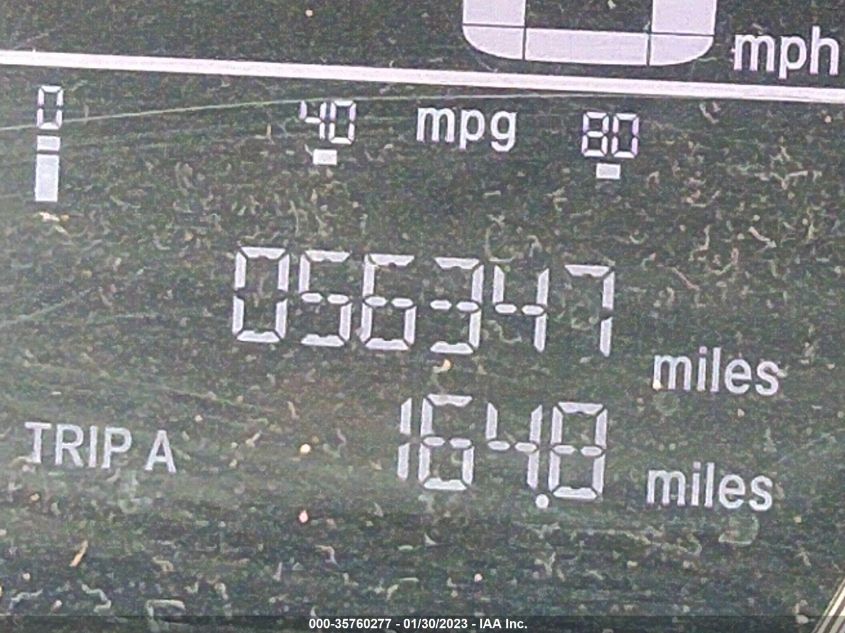 mph
0 40 mpg 80
056347 miles
TRIP A 164.8 miles
000-35760277 - 01/30/2023 - IAA Inc.